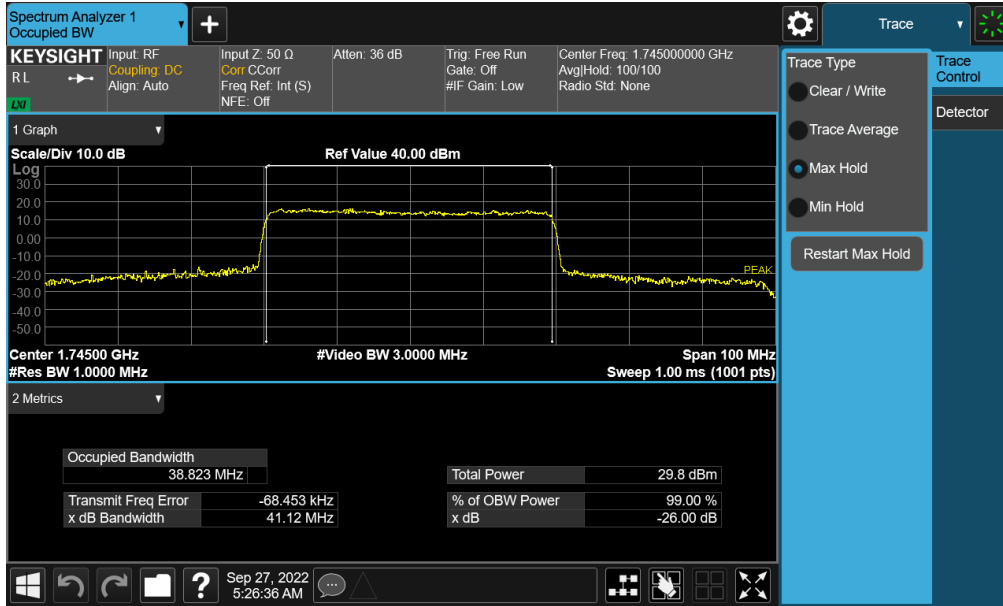 Spectrum Analyzer 1
Occupied BW
+
Trace
KEYSIGHT
RL
LXI
Input: RF
Coupling: DC
Align: Auto
Input Z: 50 Ω
Corr CCorr
Freq Ref: Int (S)
NFE: Off
Atten: 36 dB
Trig: Free Run
Gate: Off
#IF Gain: Low
Center Freq: 1.745000000 GHz
Avg|Hold: 100/100
Radio Std: None
Trace Type
Clear / Write
Trace Average
Max Hold
Min Hold
Restart Max Hold
Trace
Control
Detector
1 Graph
Scale/Div 10.0 dB
Ref Value 40.00 dBm
Log
30.0
20.0
10.0
0.00
-10.0
-20.0
-30.0
-40.0
-50.0
PEAK
Center 1.74500 GHz
#Video BW 3.0000 MHz
Span 100 MHz
#Res BW 1.0000 MHz
Sweep 1.00 ms (1001 pts)
2 Metrics
Occupied Bandwidth
38.823 MHz
Transmit Freq Error -68.453 kHz
x dB Bandwidth 41.12 MHz
Total Power 29.8 dBm
% of OBW Power 99.00 %
x dB -26.00 dB
?
Sep 27, 2022
5:26:36 AM